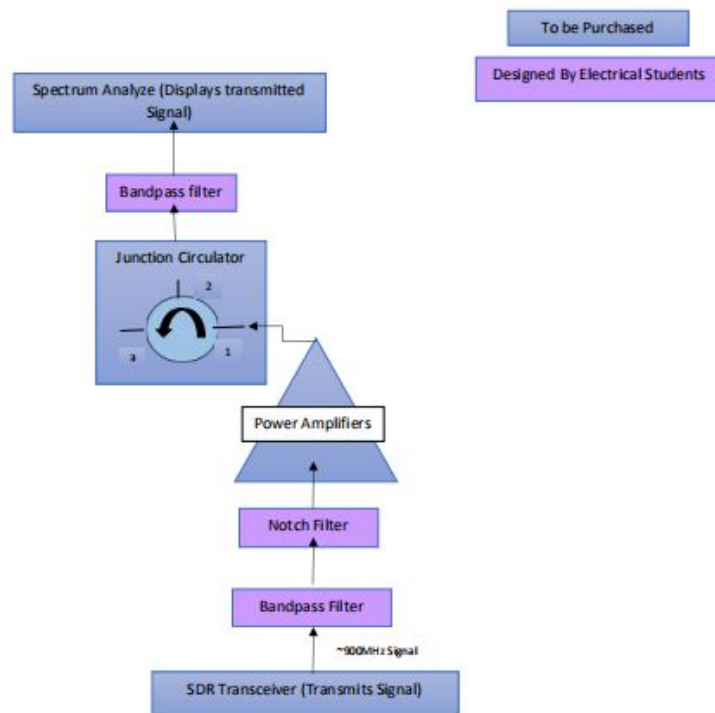 To be Purchased
Designed By Electrical Students
Spectrum Analyze (Displays transmitted
Signal)
Bandpass filter
Junction Circulator
2
3
1
Power Amplifiers
Notch Filter
Bandpass Filter
~900MHz Signal
SDR Transceiver (Transmits Signal)